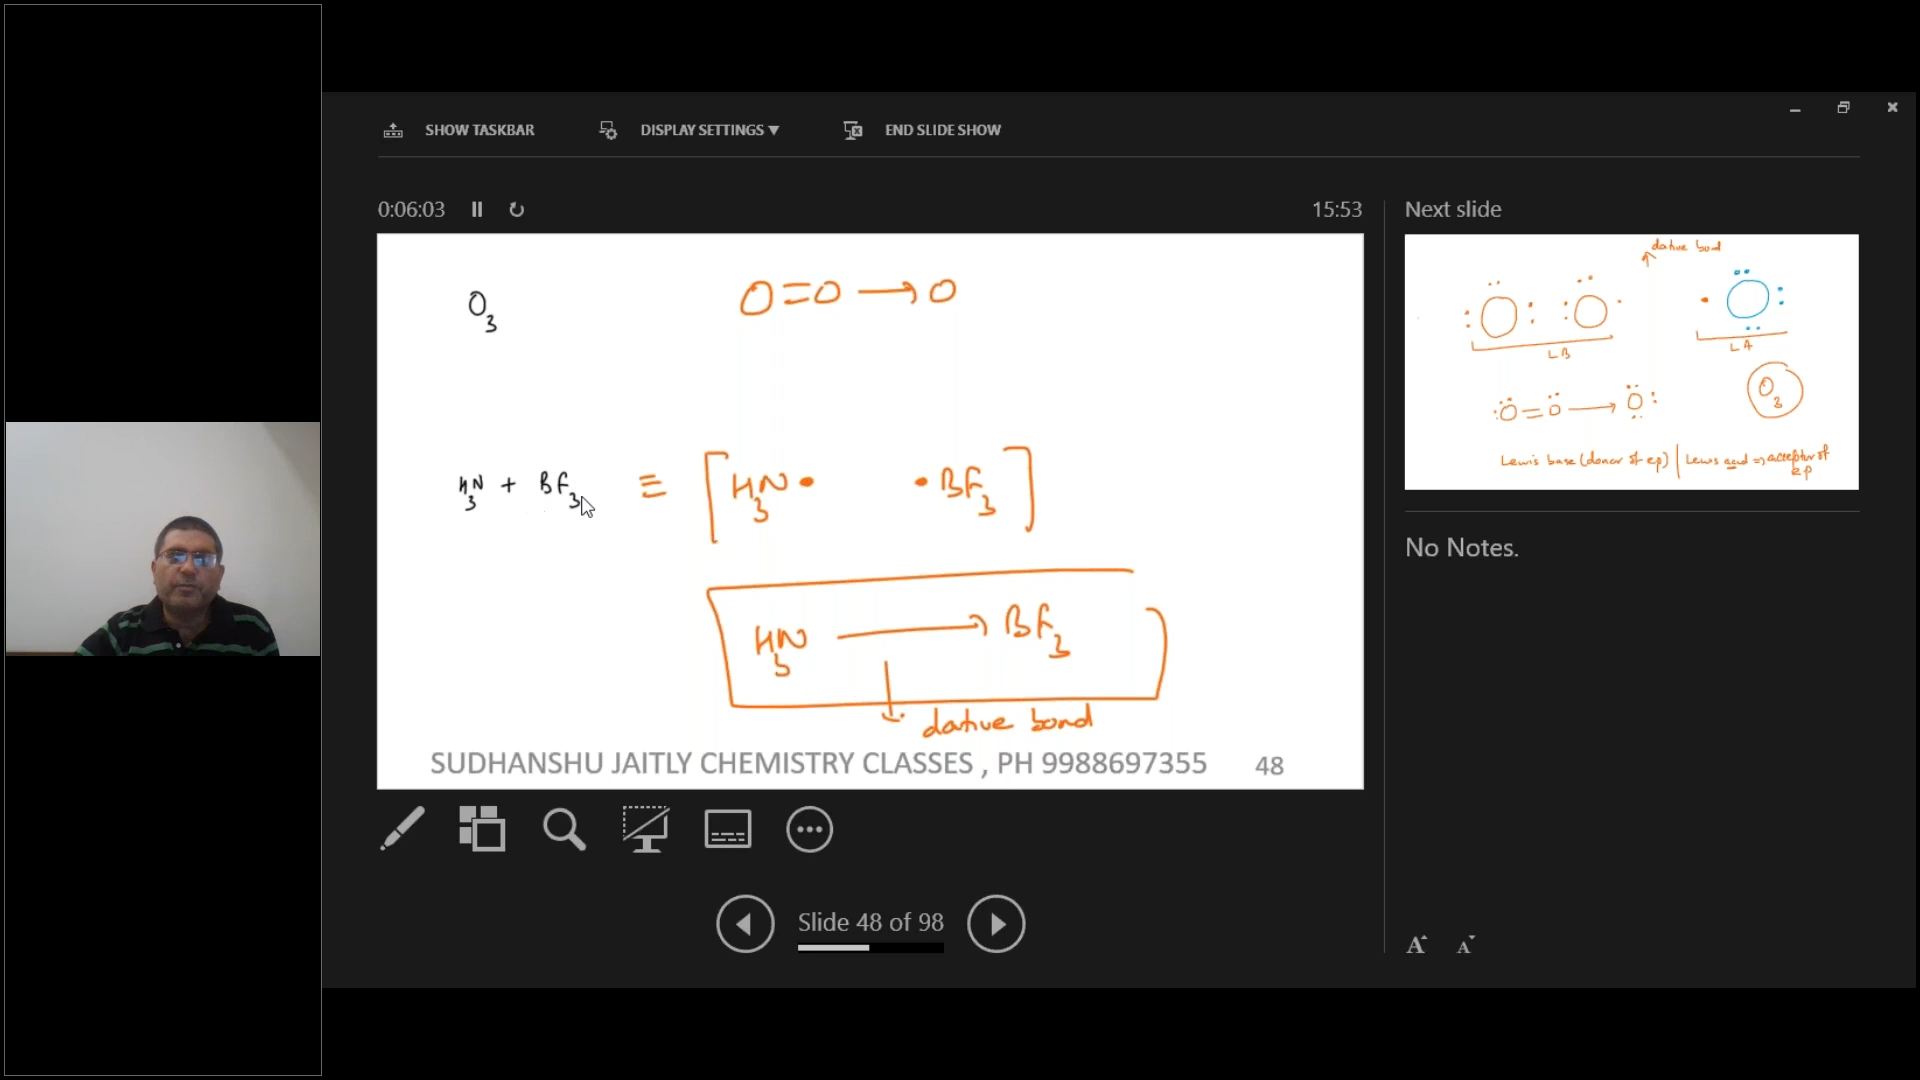 SHOW TASKBAR DISPLAY SETTINGS ▼ END SLIDE SHOW
0:06:03 15:53
O3 O=O→O
H3N + BF3 ≡ [H3N• •BF3]
H3N → BF3
dative bond
SUDHANSHU JAITLY CHEMISTRY CLASSES , PH 9988697355 48
Slide 48 of 98
Next slide
dative bond
LB LA
O=O→O O3
Lewis base (donor of ep) | Lewis acid ⇒ acceptor of
ep
No Notes.
A A